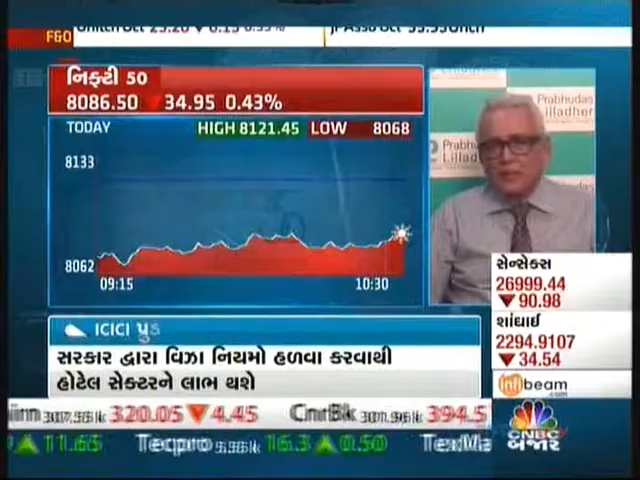 F&O
નિફ્ટી 50
8086.50 34.95 0.43%
TODAY HIGH 8121.45 LOW 8068
8133
8062
09:15 10:30
Prabhudas
Lilladher
સેન્સેક્સ
26999.44
90.98
શાંઘાઈ
2294.9107
34.54
beam
.com
સરકાર દ્વારા વિઝા નિયમો હળવા કરવાથી
હોટેલ સેક્ટરને લાભ થશે
320.05 4.45 CnrBk 394.5
11.65 Tecpro 16.3 0.50 TexMa
CNBC
બજાર